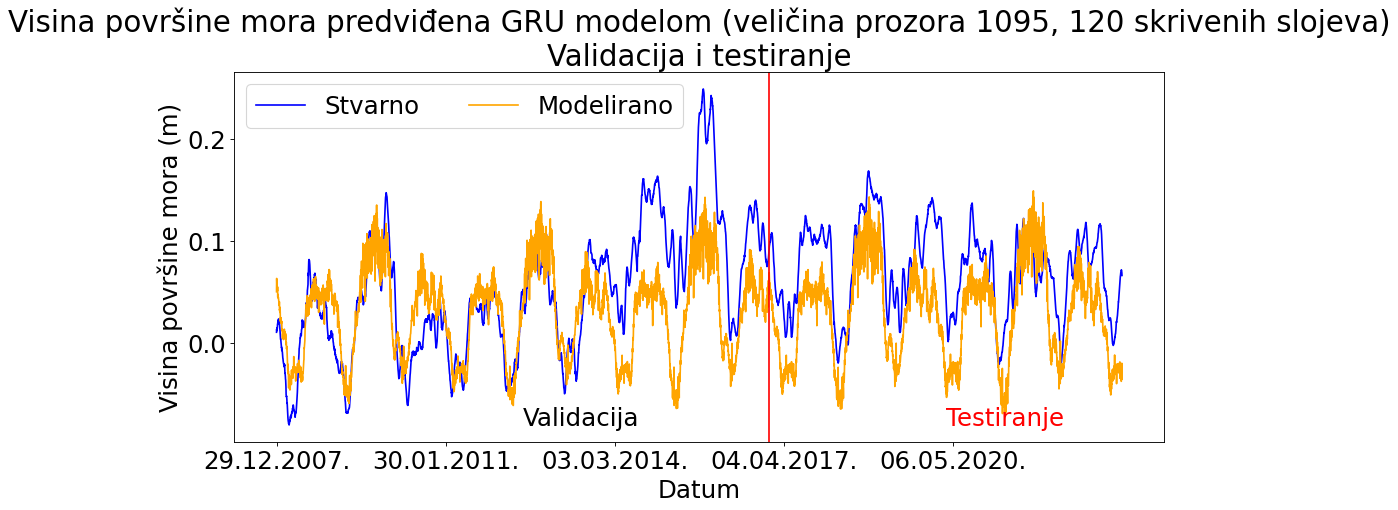 Visina površine mora predviđena GRU modelom (veličina prozora 1095, 120 skrivenih slojeva)
Validacija i testiranje
Stvarno
Modelirano
Visina površine mora (m)
0.2
0.1
0.0
Validacija
Testiranje
29.12.2007.
30.01.2011.
03.03.2014.
04.04.2017.
06.05.2020.
Datum